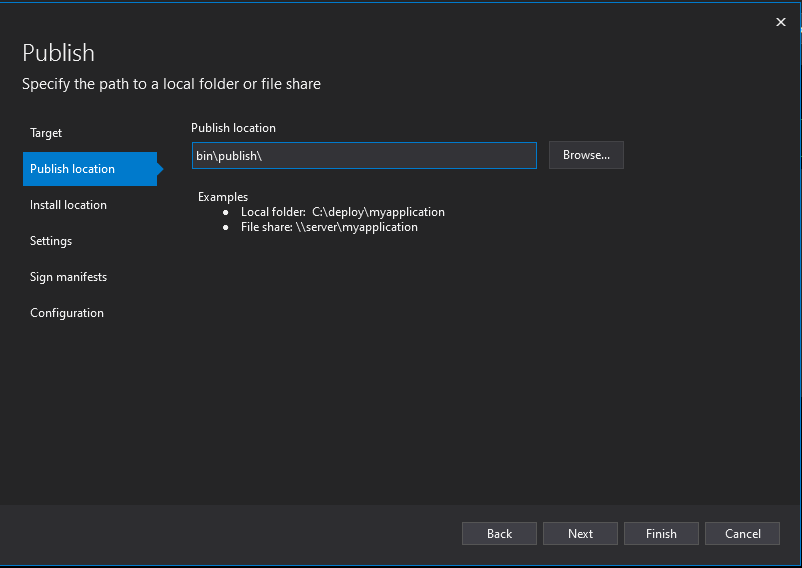 Publish
Specify the path to a local folder or file share
Target
Publish location
Install location
Settings
Sign manifests
Configuration
Publish location
bin\publish\
Browse...
Examples
● Local folder: C:\deploy\myapplication
● File share: \\server\myapplication
Back
Next
Finish
Cancel